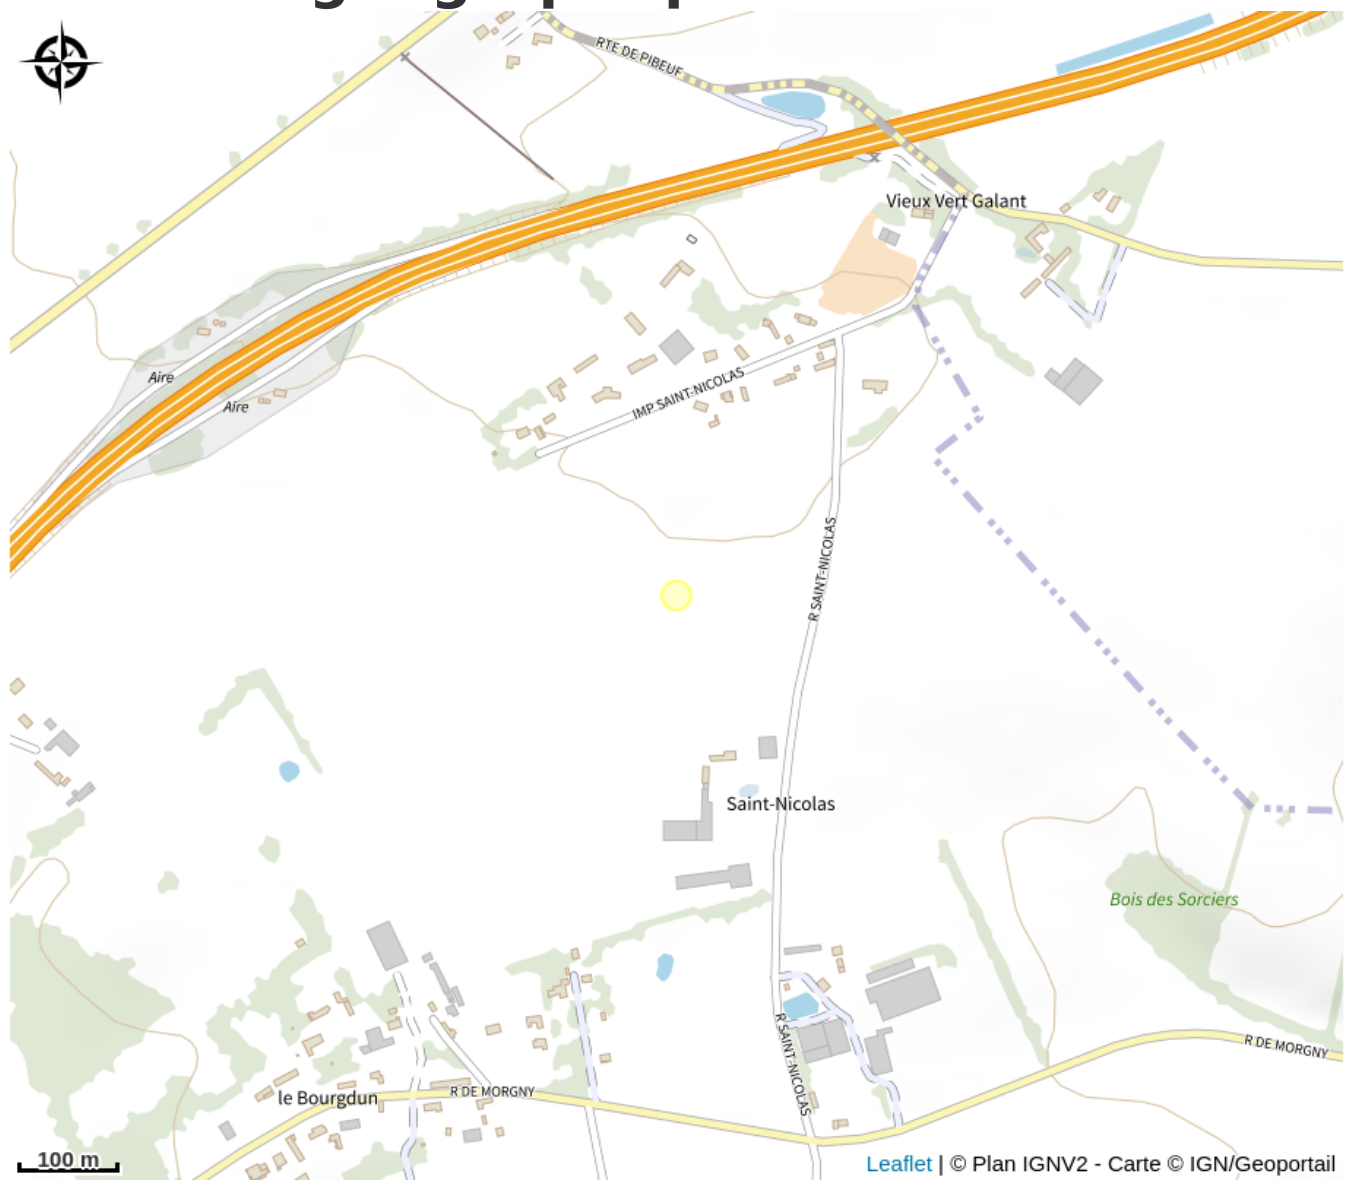 RTE DE PIBEUF
Vieux Vert Galant
Aire
Aire
IMP SAINT-NICOLAS
R SAINT-NICOLAS
Saint-Nicolas
Bois des Sorciers
R SAINT-NICOLAS
R DE MORGNY
R DE MORGNY
le Bourgdun
100 m
Leaflet | © Plan IGNV2 - Carte © IGN/Geoportail